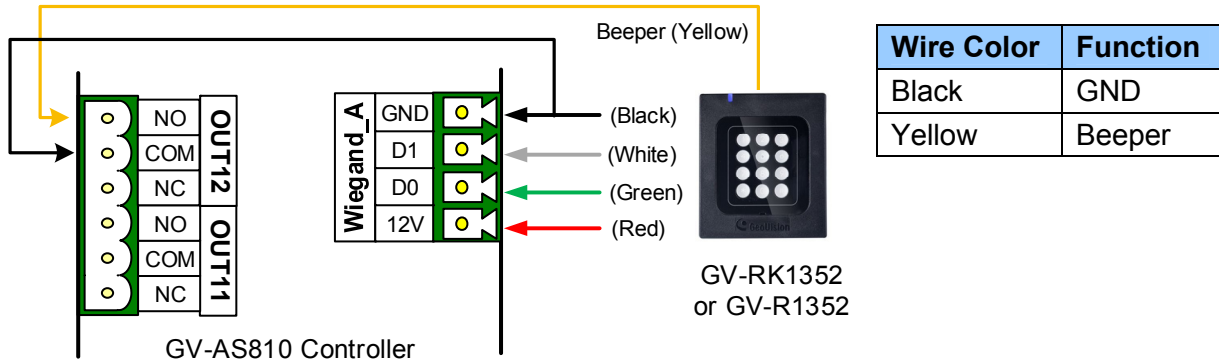 Beeper (Yellow)
Wire Color Function
Black GND
Yellow Beeper
NO
COM
NC
OUT12
NO
COM
NC
OUT11
Wiegand_A
GND
D1
D0
12V
(Black)
(White)
(Green)
(Red)
GeoVision
GV-RK1352
or GV-R1352
GV-AS810 Controller